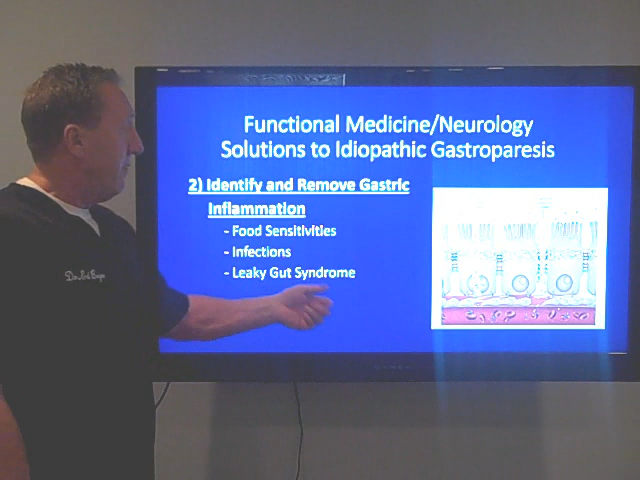 Functional Medicine/Neurology
Solutions to Idiopathic Gastroparesis
2) Identify and Remove Gastric
Inflammation
- Food Sensitivities
- Infections
- Leaky Gut Syndrome